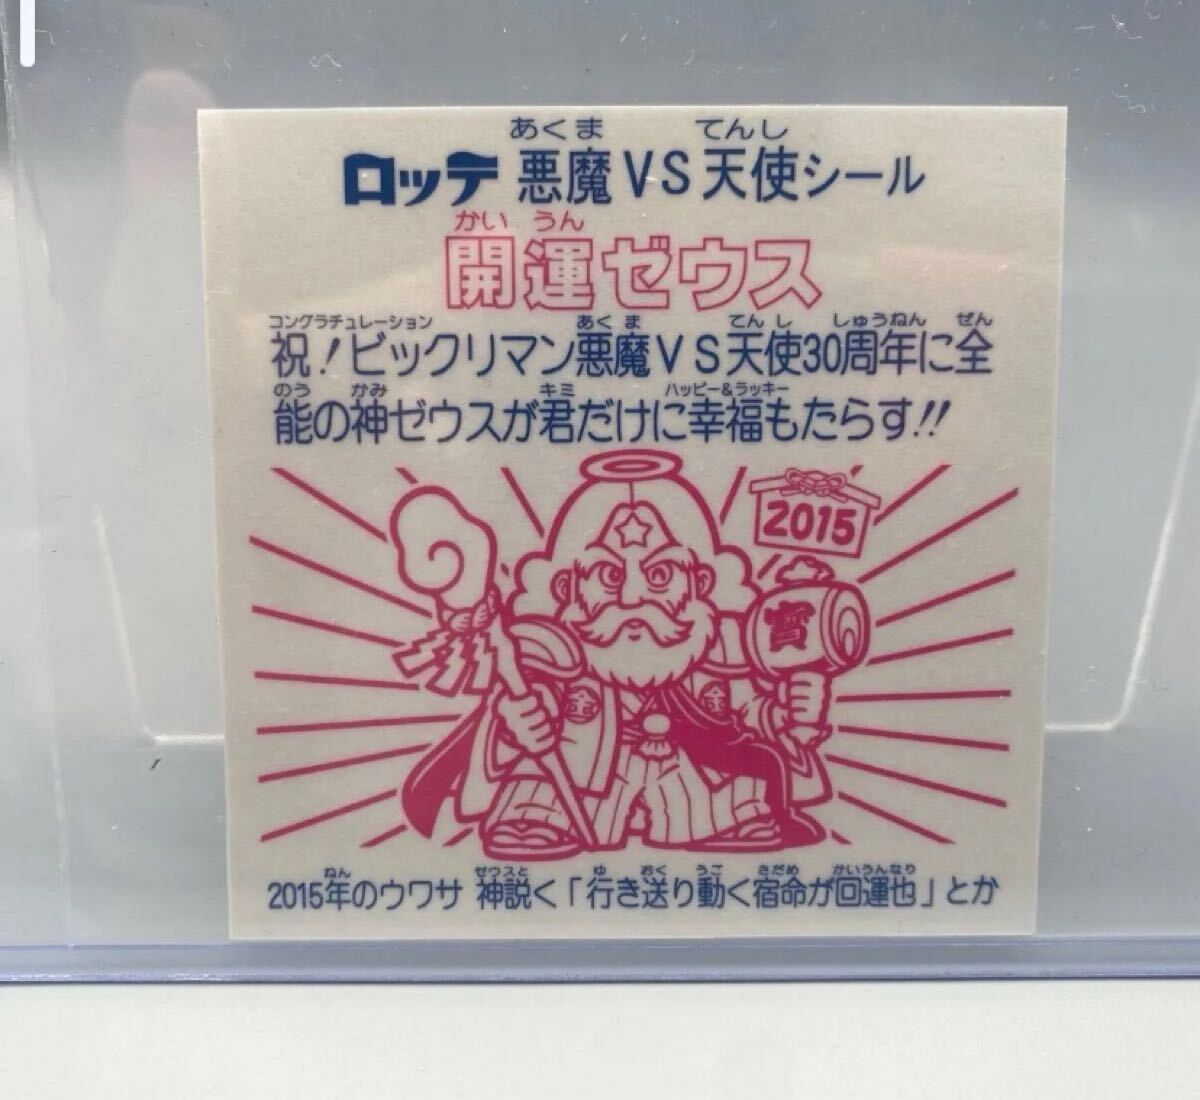 あくま てんし
ロッテ 悪魔VS天使シール
かいうん
開運ゼウス
コングラチュレーション あくま てんし しゅうねん ぜん
祝!ビックリマン悪魔VS天使30周年に全
のう かみ キミ ハッピー&ラッキー
能の神ゼウスが君だけに幸福もたらす!!
2015
寳
ねん ゼウスと ゆ おく うご さだめ かいうんなり
2015年のウワサ 神説く「行き送り動く宿命が回運也」とか